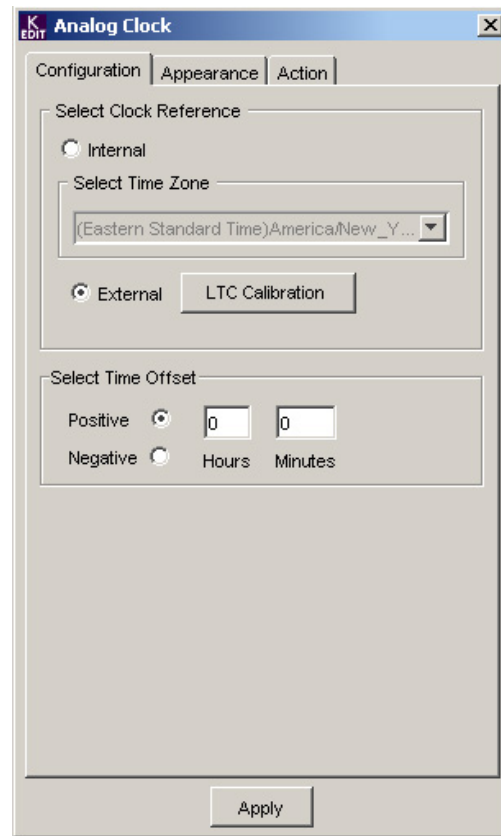 K EDIT Analog Clock
Configuration Appearance Action
Select Clock Reference
Internal
Select Time Zone
(Eastern Standard Time)America/New_Y...
External LTC Calibration
Select Time Offset
Positive 0 0
Negative Hours Minutes
Apply